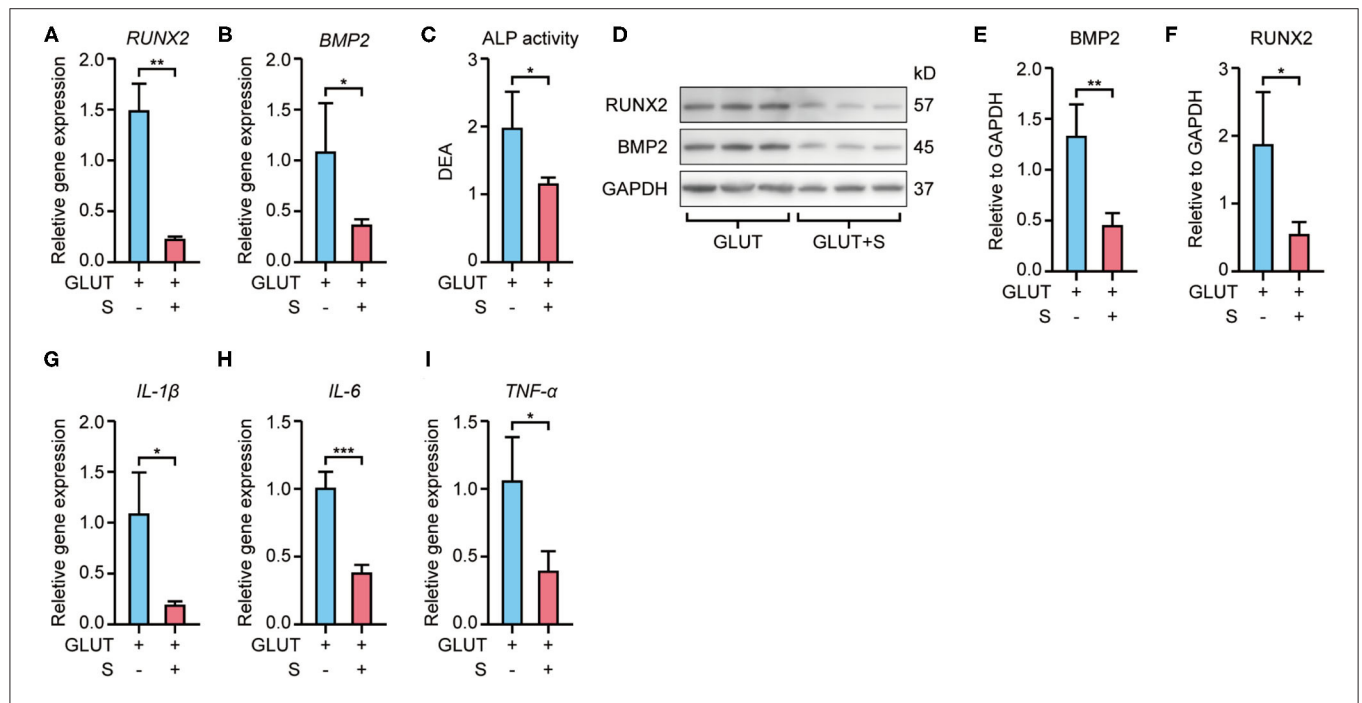 A
RUNX2
Reletive gene expression
2.0
1.5
1.0
0.5
0.0
**
GLUT + +
S - +
B
BMP2
Reletive gene expression
2.0
1.5
1.0
0.5
0.0
*
GLUT + +
S - +
C
ALP activity
DEA
3
2
1
0
*
GLUT + +
S - +
D
kD
RUNX2 57
BMP2 45
GAPDH 37
GLUT GLUT+S
E
BMP2
Relative to GAPDH
2.0
1.5
1.0
0.5
0.0
**
GLUT + +
S - +
F
RUNX2
Relative to GAPDH
3
2
1
0
*
GLUT + +
S - +
G
IL-1β
Reletive gene expression
2.0
1.5
1.0
0.5
0.0
*
GLUT + +
S - +
H
IL-6
Reletive gene expression
1.5
1.0
0.5
0.0
***
GLUT + +
S - +
I
TNF-α
Reletive gene expression
1.5
1.0
0.5
0.0
*
GLUT + +
S - +